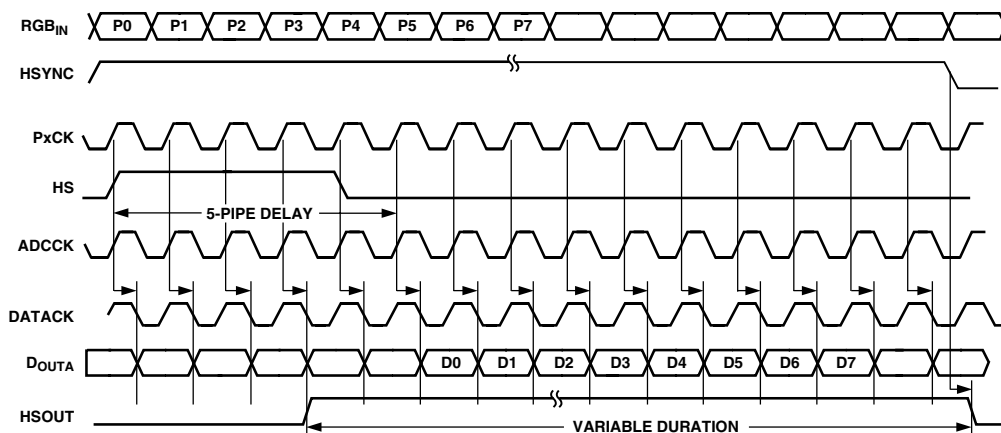 RGBIN P0 P1 P2 P3 P4 P5 P6 P7
HSYNC
PxCK
HS
5-PIPE DELAY
ADCCK
DATACK
DOUTA D0 D1 D2 D3 D4 D5 D6 D7
HSOUT
VARIABLE DURATION